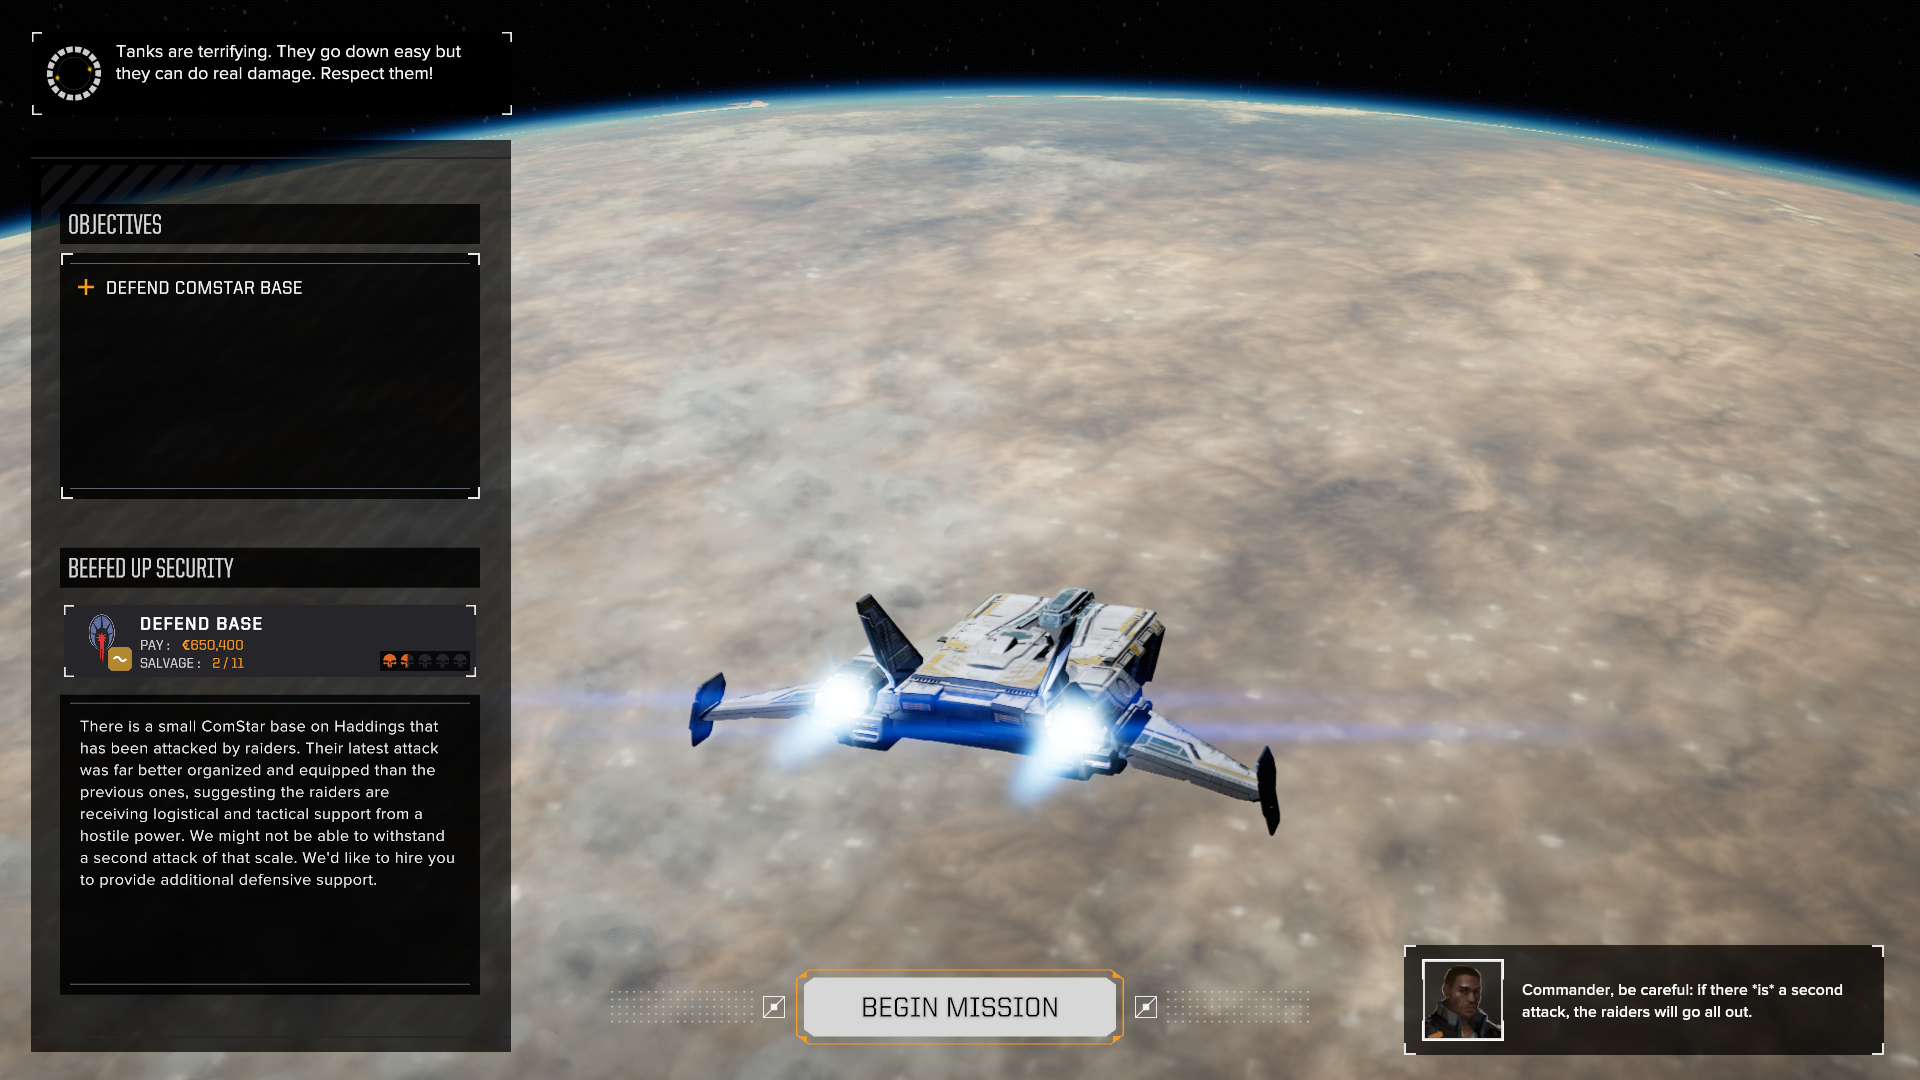 Tanks are terrifying. They go down easy but
they can do real damage. Respect them!
OBJECTIVES
DEFEND COMSTAR BASE
BEEFED UP SECURITY
DEFEND BASE
PAY: ₡650,400
SALVAGE: 2 / 11
There is a small ComStar base on Haddings that
has been attacked by raiders. Their latest attack
was far better organized and equipped than the
previous ones, suggesting the raiders are
receiving logistical and tactical support from a
hostile power. We might not be able to withstand
a second attack of that scale. We'd like to hire you
to provide additional defensive support.
BEGIN MISSION
Commander, be careful: if there *is* a second
attack, the raiders will go all out.